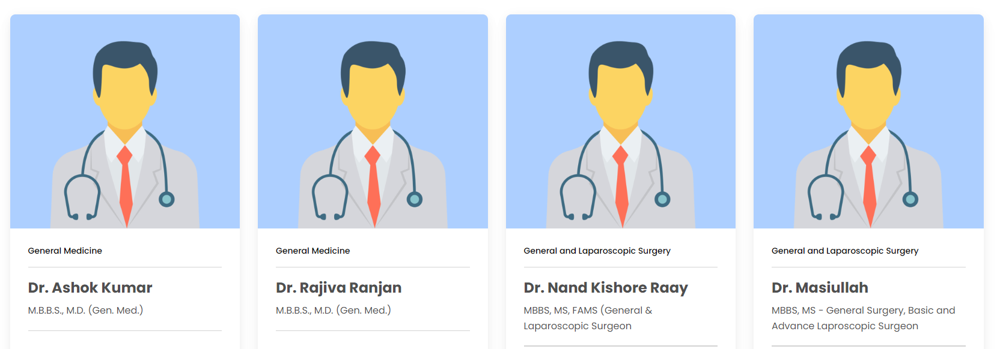 General Medicine
Dr. Ashok Kumar
M.B.B.S., M.D. (Gen. Med.)
General Medicine
Dr. Rajiva Ranjan
M.B.B.S., M.D. (Gen. Med.)
General and Laparoscopic Surgery
Dr. Nand Kishore Raay
MBBS, MS, FAMS (General &
Laparoscopic Surgeon
General and Laparoscopic Surgery
Dr. Masiullah
MBBS, MS - General Surgery, Basic and
Advance Laproscopic Surgeon